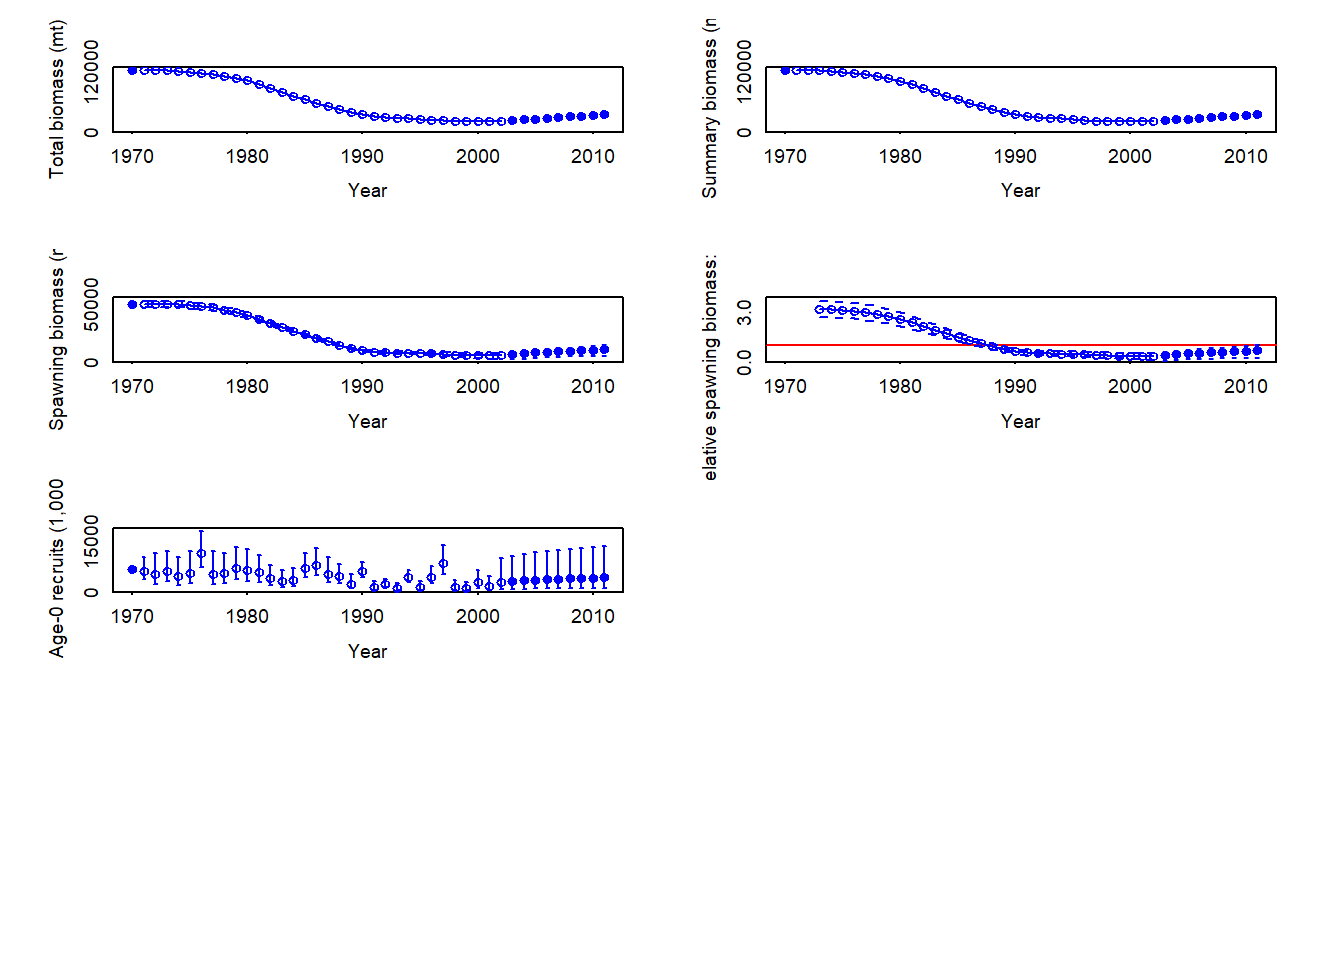 Total biomass (mt)
0 120000
1970 1980 1990 2000 2010
Year
Summary biomass (n
0 120000
1970 1980 1990 2000 2010
Year
Spawning biomass (r
0 50000
1970 1980 1990 2000 2010
Year
elative spawning biomass:
0.0 3.0
1970 1980 1990 2000 2010
Year
Age-0 recruits (1,000
0 15000
1970 1980 1990 2000 2010
Year